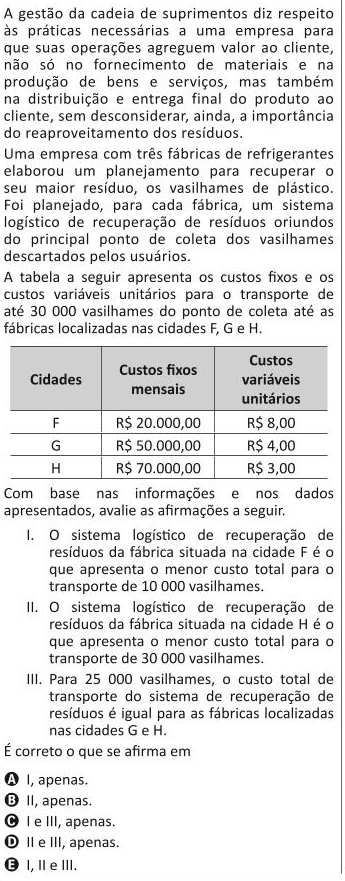 A gestão da cadeia de suprimentos diz respeito
às práticas necessárias a uma empresa para
que suas operações agreguem valor ao cliente,
não só no fornecimento de materiais e na
produção de bens e serviços, mas também
na distribuição e entrega final do produto ao
cliente, sem desconsiderar, ainda, a importância
do reaproveitamento dos resíduos.
Uma empresa com três fábricas de refrigerantes
elaborou um planejamento para recuperar o
seu maior resíduo, os vasilhames de plástico.
Foi planejado, para cada fábrica, um sistema
logístico de recuperação de resíduos oriundos
do principal ponto de coleta dos vasilhames
descartados pelos usuários.
A tabela a seguir apresenta os custos fixos e os
custos variáveis unitários para o transporte de
até 30 000 vasilhames do ponto de coleta até as
fábricas localizadas nas cidades F, G e H.
Cidades Custos fixos mensais Custos variáveis unitários
F R$ 20.000,00 R$ 8,00
G R$ 50.000,00 R$ 4,00
H R$ 70.000,00 R$ 3,00
Com base nas informações e nos dados
apresentados, avalie as afirmações a seguir.
I. O sistema logístico de recuperação de
resíduos da fábrica situada na cidade F é o
que apresenta o menor custo total para o
transporte de 10 000 vasilhames.
II. O sistema logístico de recuperação de
resíduos da fábrica situada na cidade H é o
que apresenta o menor custo total para o
transporte de 30 000 vasilhames.
III. Para 25 000 vasilhames, o custo total de
transporte do sistema de recuperação de
resíduos é igual para as fábricas localizadas
nas cidades G e H.
É correto o que se afirma em
A I, apenas.
B II, apenas.
C I e III, apenas.
D II e III, apenas.
E I, II e III.